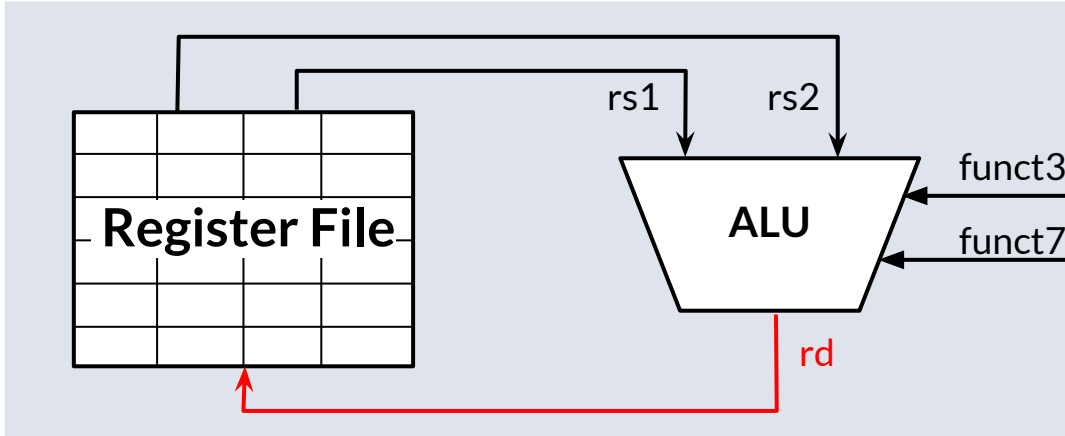 rs1
rs2
funct3
Register File
ALU
funct7
rd